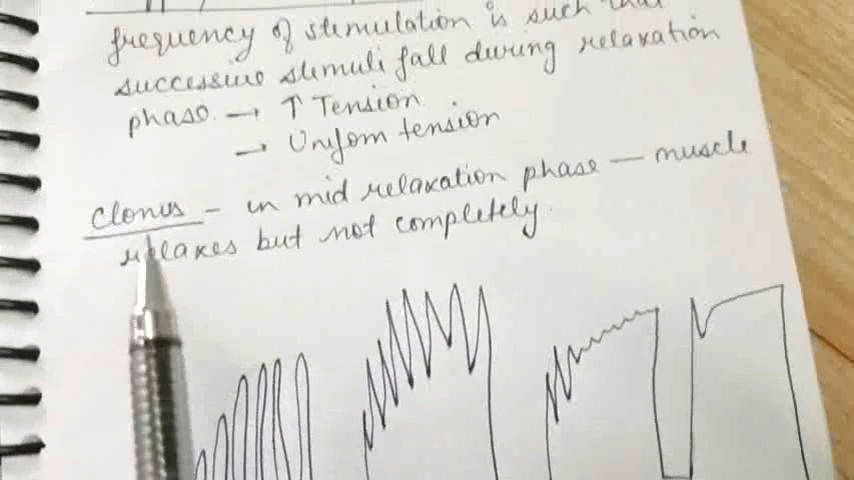 frequency of stimulation is such that
successive stimuli fall during relaxation
phase → ↑ Tension
→ Uniform tension
Clonus – in mid relaxation phase – muscle
relaxes but not completely.